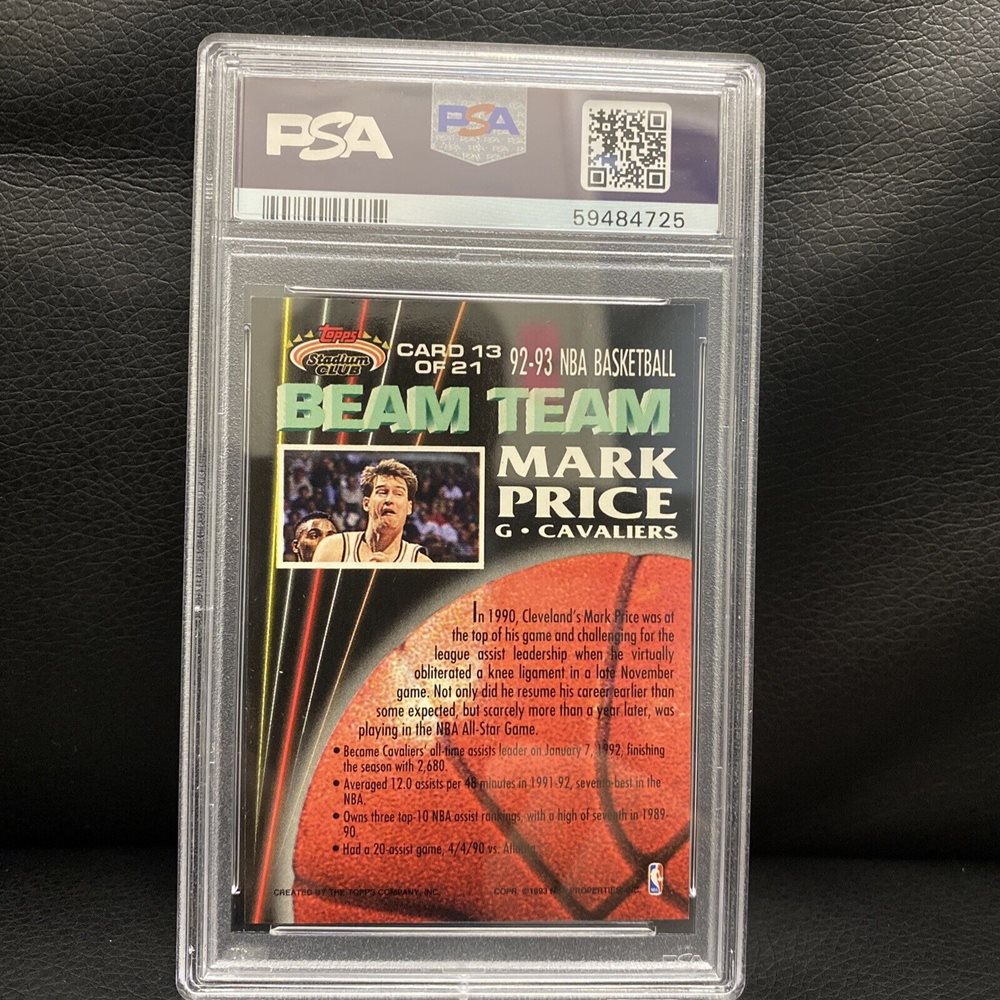 PSA
PSA
59484725
Topps
Stadium
CLUB
CARD 13
OF 21
92-93 NBA BASKETBALL
BEAM TEAM
MARK
PRICE
G • CAVALIERS
In 1990, Cleveland's Mark Price was at
the top of his game and challenging for the
league assist leadership when he virtually
obliterated a knee ligament in a late November
game. Not only did he resume his career earlier than
some expected, but scarcely more than a year later, was
playing in the NBA All-Star Game.
• Became Cavaliers' all-time assists leader on January 7, 1992, finishing
the season with 2,680.
• Averaged 12.0 assists per 48 minutes in 1991-92, seventh-best in the
NBA.
• Owns three top-10 NBA assist rankings, with a high of seventh in 1989-
90.
• Had a 20-assist game, 4/4/90 vs. Atlanta.
CREATED BY THE TOPPS COMPANY, INC.
COPR. ©1993 PROPERTIES INC.
PSA